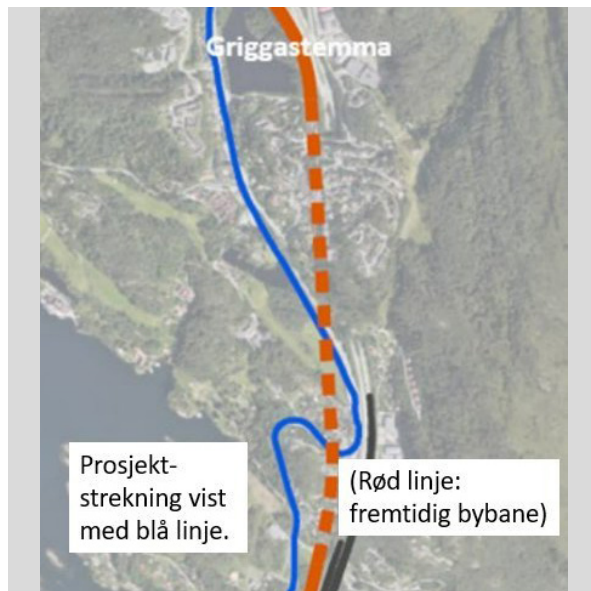 Griggastemma
Prosjekt-
strekning vist
med blå linje.
(Rød linje:
fremtidig bybane)